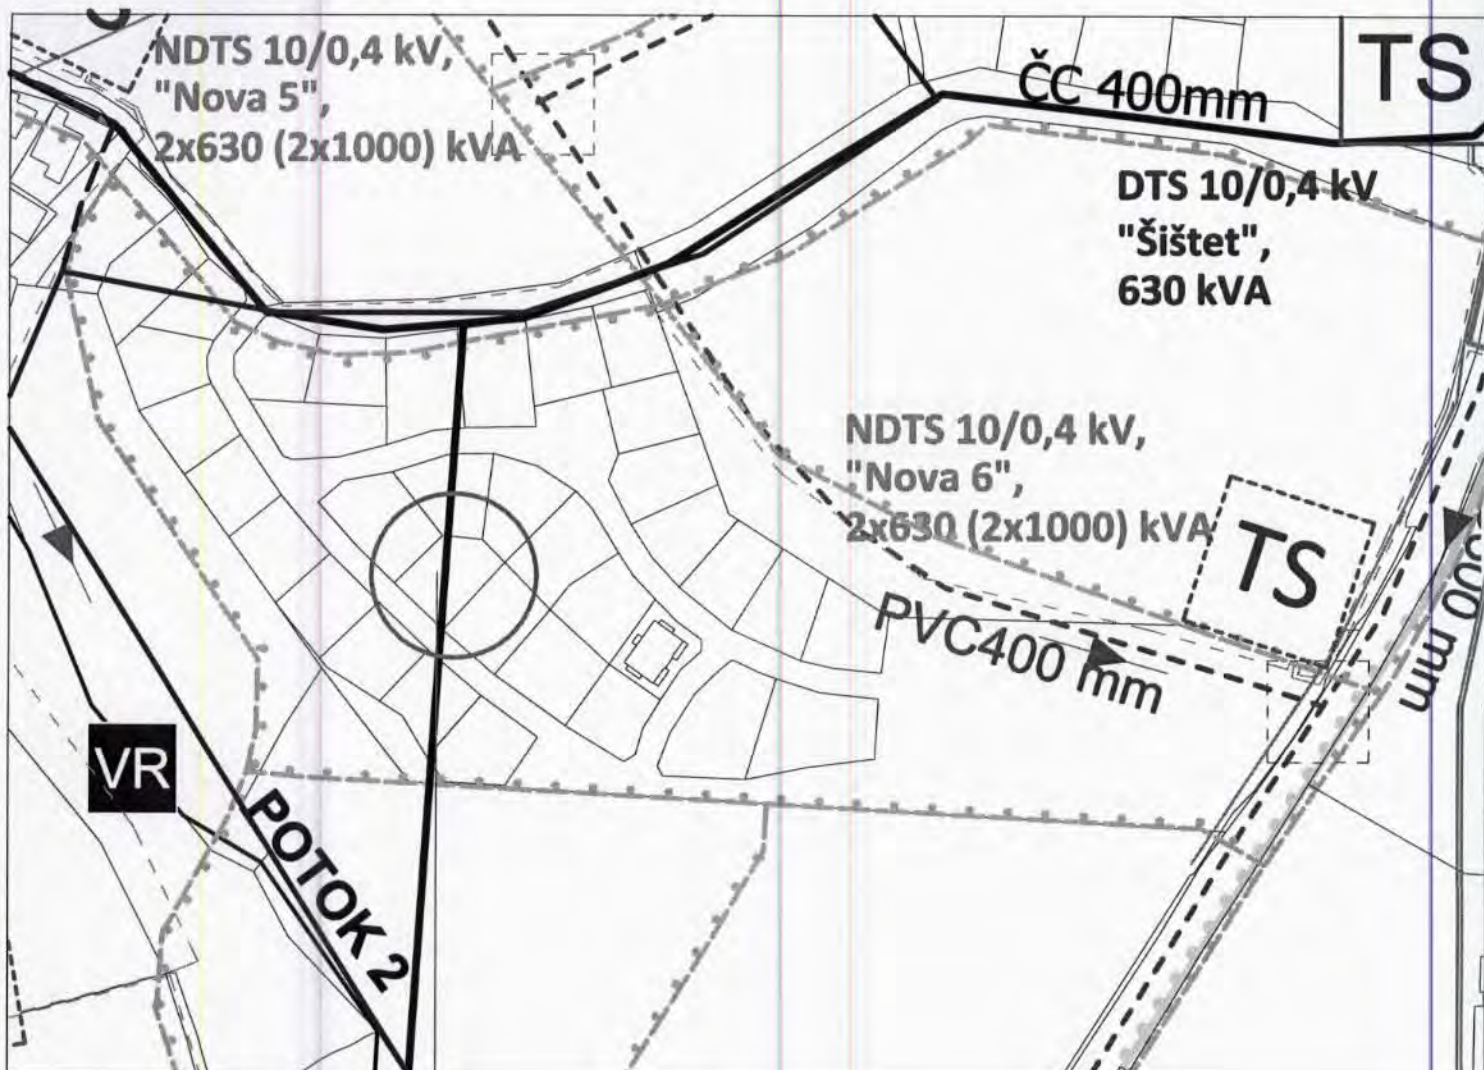 NDTS 10/0,4 kV,
"Nova 5",
2x630 (2x1000) kVA
ČC 400mm
TS
DTS 10/0,4 kV
"Šištet",
630 kVA
NDTS 10/0,4 kV,
"Nova 6",
2x630 (2x1000) kVA
TS
PVC400 mm
mm
VR
POTOK 2